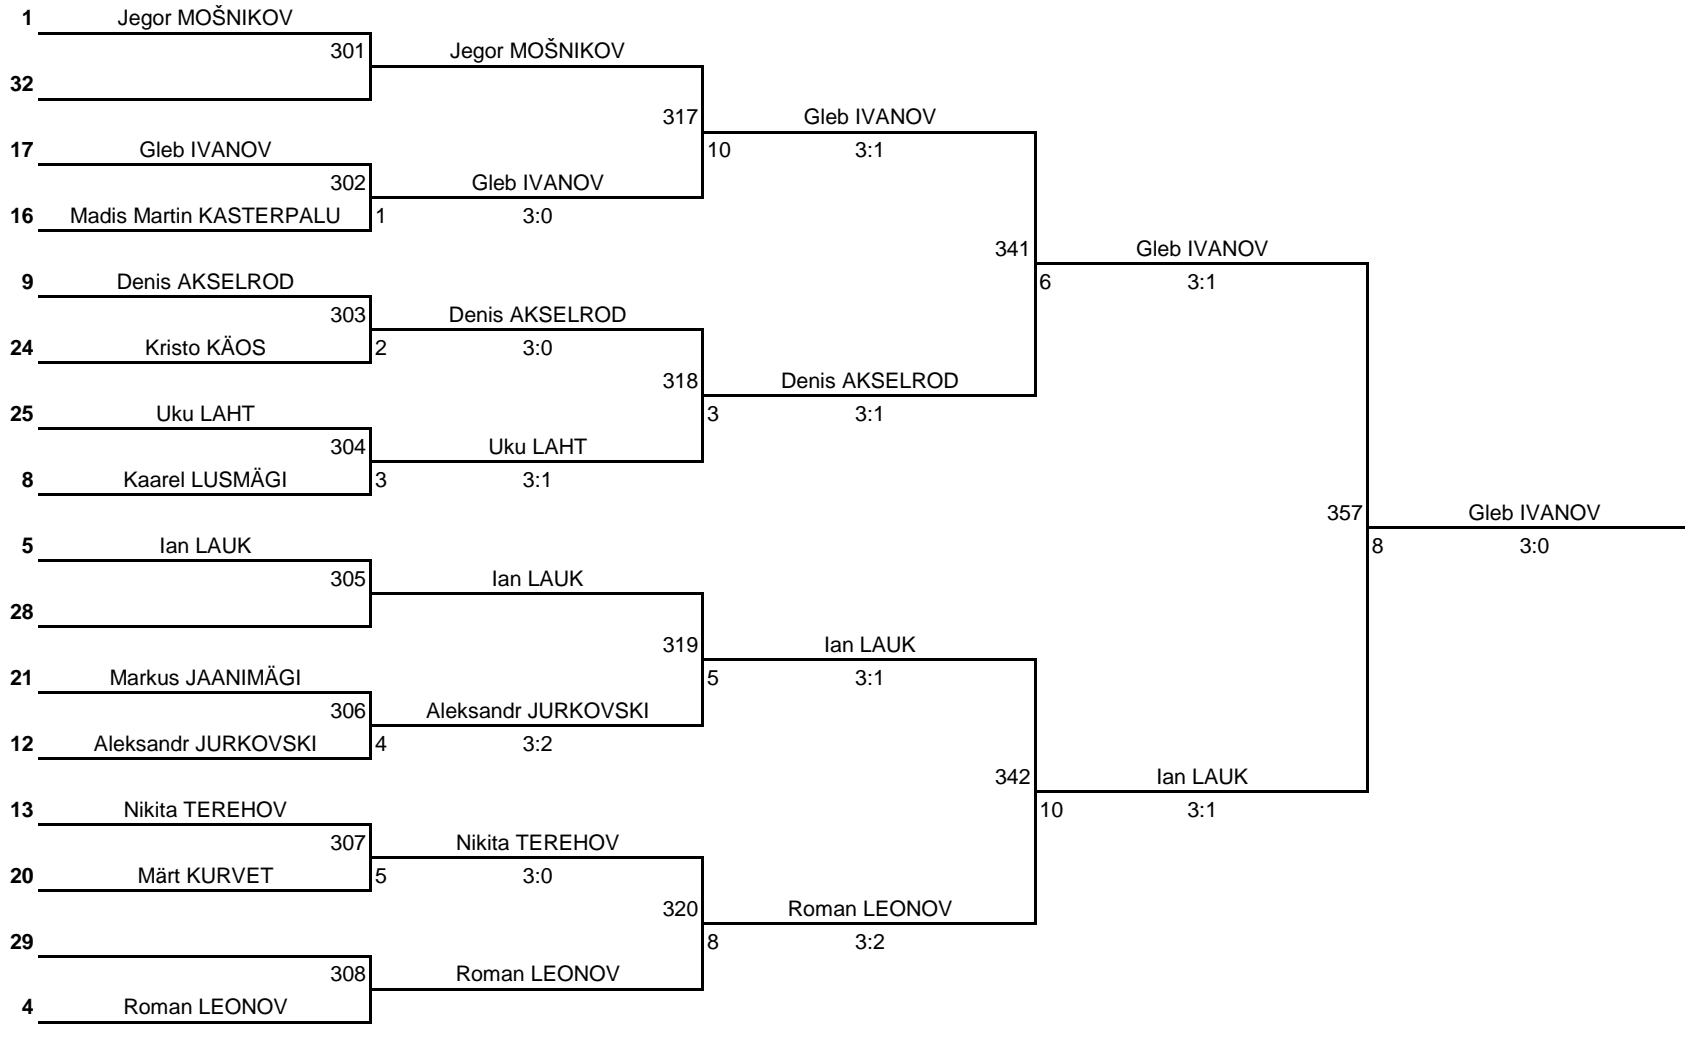 1 Jegor MOŠNIKOV
301 Jegor MOŠNIKOV
32
317 Gleb IVANOV
17 Gleb IVANOV 10 3:1
302 Gleb IVANOV
16 Madis Martin KASTERPALU 1 3:0
341 Gleb IVANOV
9 Denis AKSELROD 6 3:1
303 Denis AKSELROD
24 Kristo KÄOS 2 3:0
318 Denis AKSELROD
25 Uku LAHT 3 3:1
304 Uku LAHT
8 Kaarel LUSMÄGI 3 3:1
357 Gleb IVANOV
5 Ian LAUK 8 3:0
305 Ian LAUK
28
319 Ian LAUK
21 Markus JAANIMÄGI 5 3:1
306 Aleksandr JURKOVSKI
12 Aleksandr JURKOVSKI 4 3:2
342 Ian LAUK
13 Nikita TEREHOV 10 3:1
307 Nikita TEREHOV
20 Märt KURVET 5 3:0
320 Roman LEONOV
29 8 3:2
308 Roman LEONOV
4 Roman LEONOV